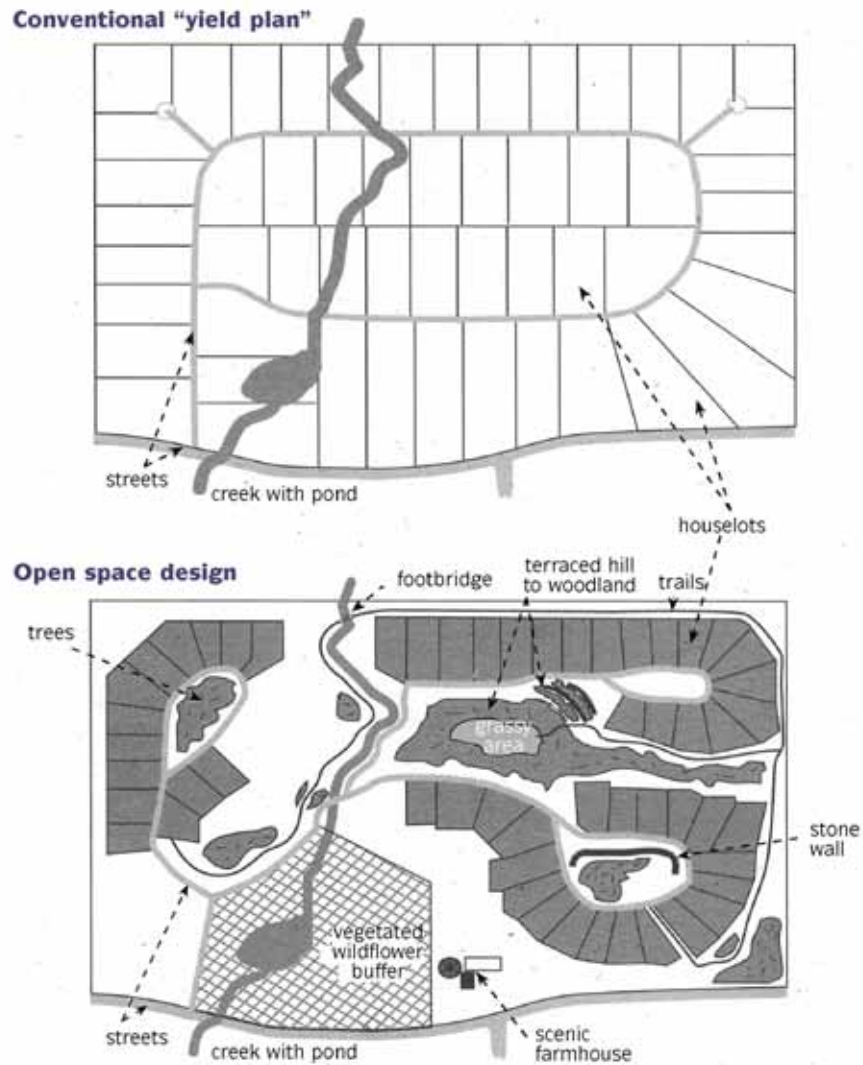 Conventional “yield plan”
streets
creek with pond
houselots
Open space design
footbridge
terraced hill
to woodland
trails
trees
grassy
area
stone
wall
vegetated
wildflower
buffer
streets
creek with pond
scenic
farmhouse